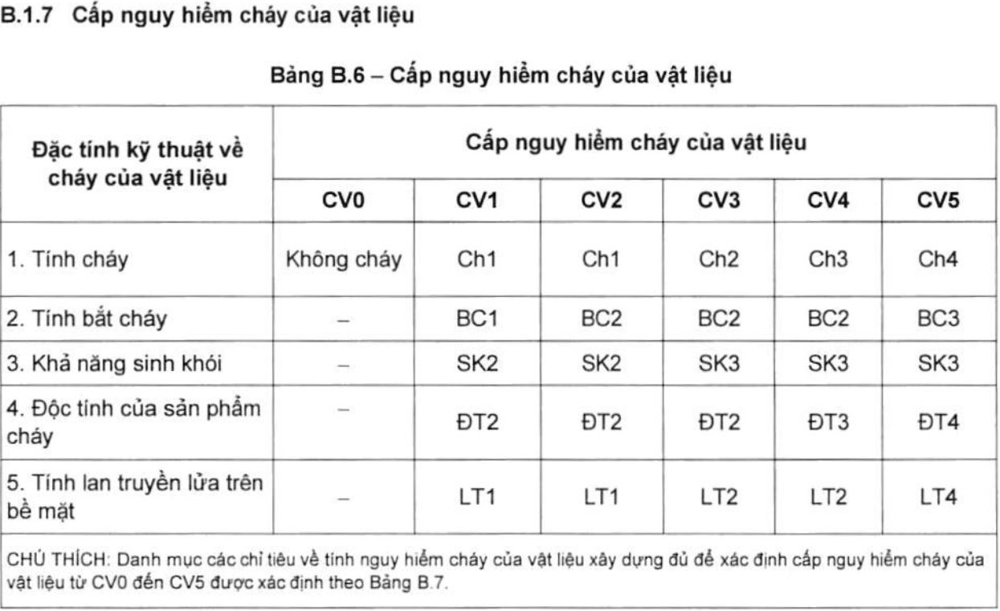 B.1.7 Cấp nguy hiểm cháy của vật liệu
Bảng B.6 – Cấp nguy hiểm cháy của vật liệu
Đặc tính kỹ thuật về
cháy của vật liệu
Cấp nguy hiểm cháy của vật liệu
CV0 CV1 CV2 CV3 CV4 CV5
1. Tính cháy Không cháy Ch1 Ch1 Ch2 Ch3 Ch4
2. Tính bắt cháy – BC1 BC2 BC2 BC2 BC3
3. Khả năng sinh khói – SK2 SK2 SK3 SK3 SK3
4. Độc tính của sản phẩm
cháy
– ĐT2 ĐT2 ĐT2 ĐT3 ĐT4
5. Tính lan truyền lửa trên
bề mặt
– LT1 LT1 LT2 LT2 LT4
CHÚ THÍCH: Danh mục các chỉ tiêu về tính nguy hiểm cháy của vật liệu xây dựng đủ để xác định cấp nguy hiểm cháy của
vật liệu từ CV0 đến CV5 được xác định theo Bảng B.7.